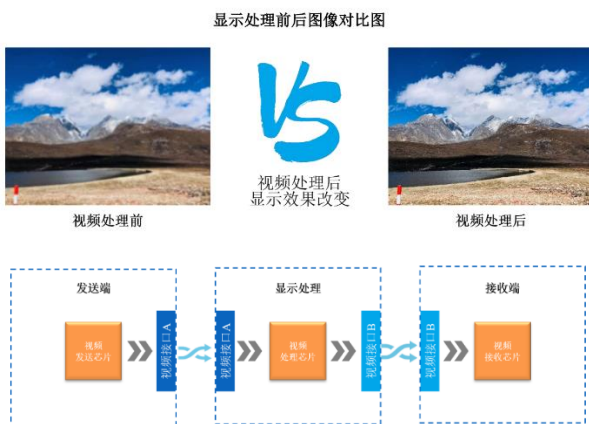 显示处理前后图像对比图
VS
视频处理后
显示效果改变
视频处理前
视频处理后
发送端
显示处理
接收端
视频
发送芯片
视频接口A
视频接口A
视频
处理芯片
视频接口B
视频接口B
视频
接收芯片